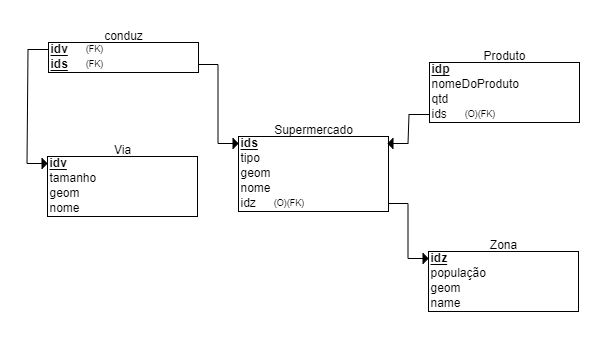 conduz
idv (FK)
ids (FK)
Produto
idp
nomeDoProduto
qtd
ids (O)(FK)
Supermercado
ids
tipo
geom
nome
idz (O)(FK)
Via
idv
tamanho
geom
nome
Zona
idz
população
geom
name